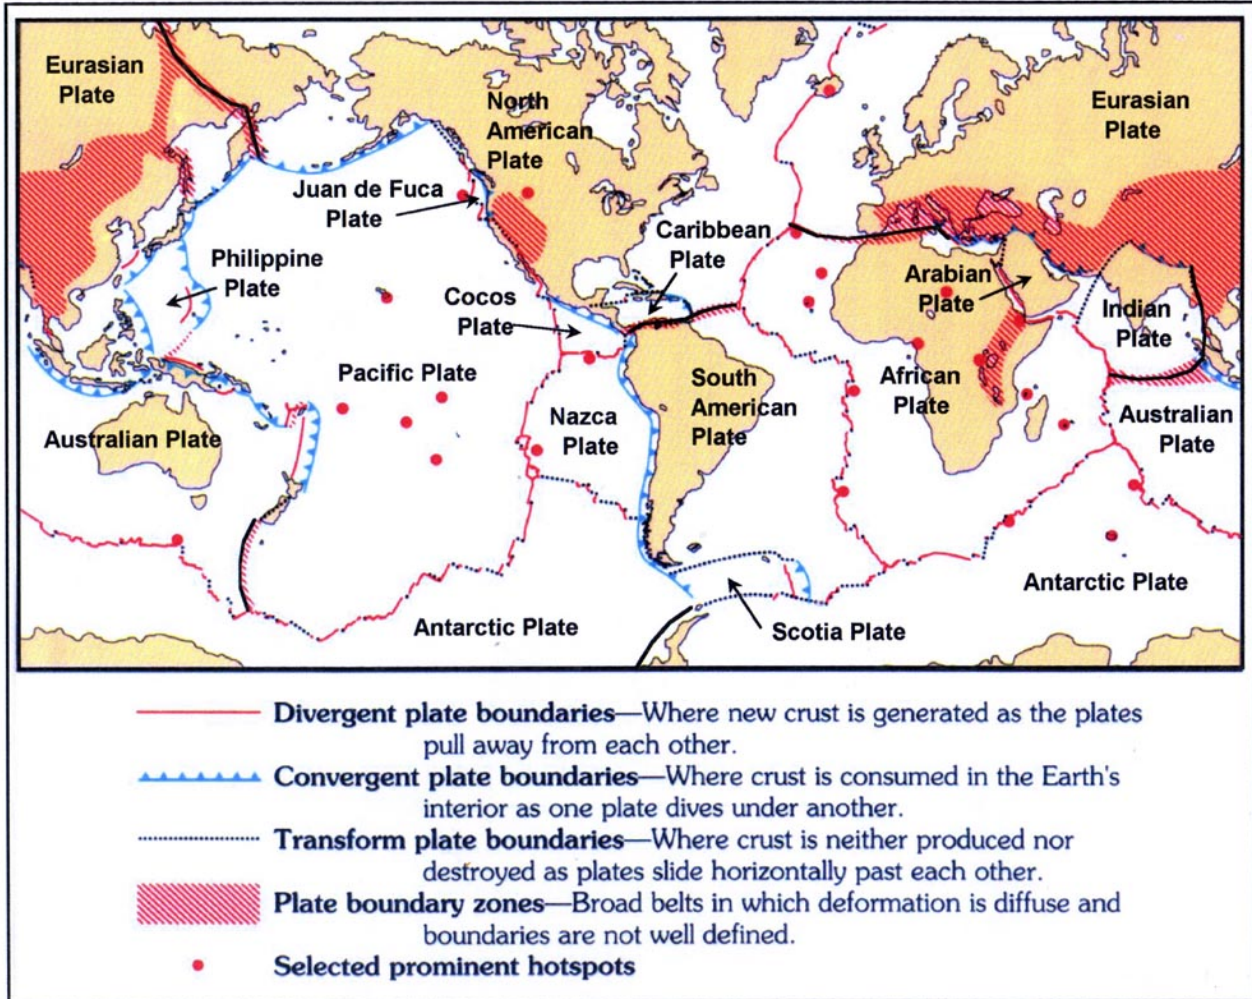 Eurasian
Plate
North
American
Plate
Eurasian
Plate
Juan de Fuca
Plate
Caribbean
Plate
Philippine
Plate
Arabian
Plate
Cocos
Plate
Indian
Plate
Pacific Plate
South
American
Plate
African
Plate
Nazca
Plate
Australian Plate
Australian
Plate
Antarctic Plate
Antarctic Plate
Scotia Plate
Divergent plate boundaries—Where new crust is generated as the plates
pull away from each other.
Convergent plate boundaries—Where crust is consumed in the Earth's
interior as one plate dives under another.
Transform plate boundaries—Where crust is neither produced nor
destroyed as plates slide horizontally past each other.
Plate boundary zones—Broad belts in which deformation is diffuse and
boundaries are not well defined.
Selected prominent hotspots